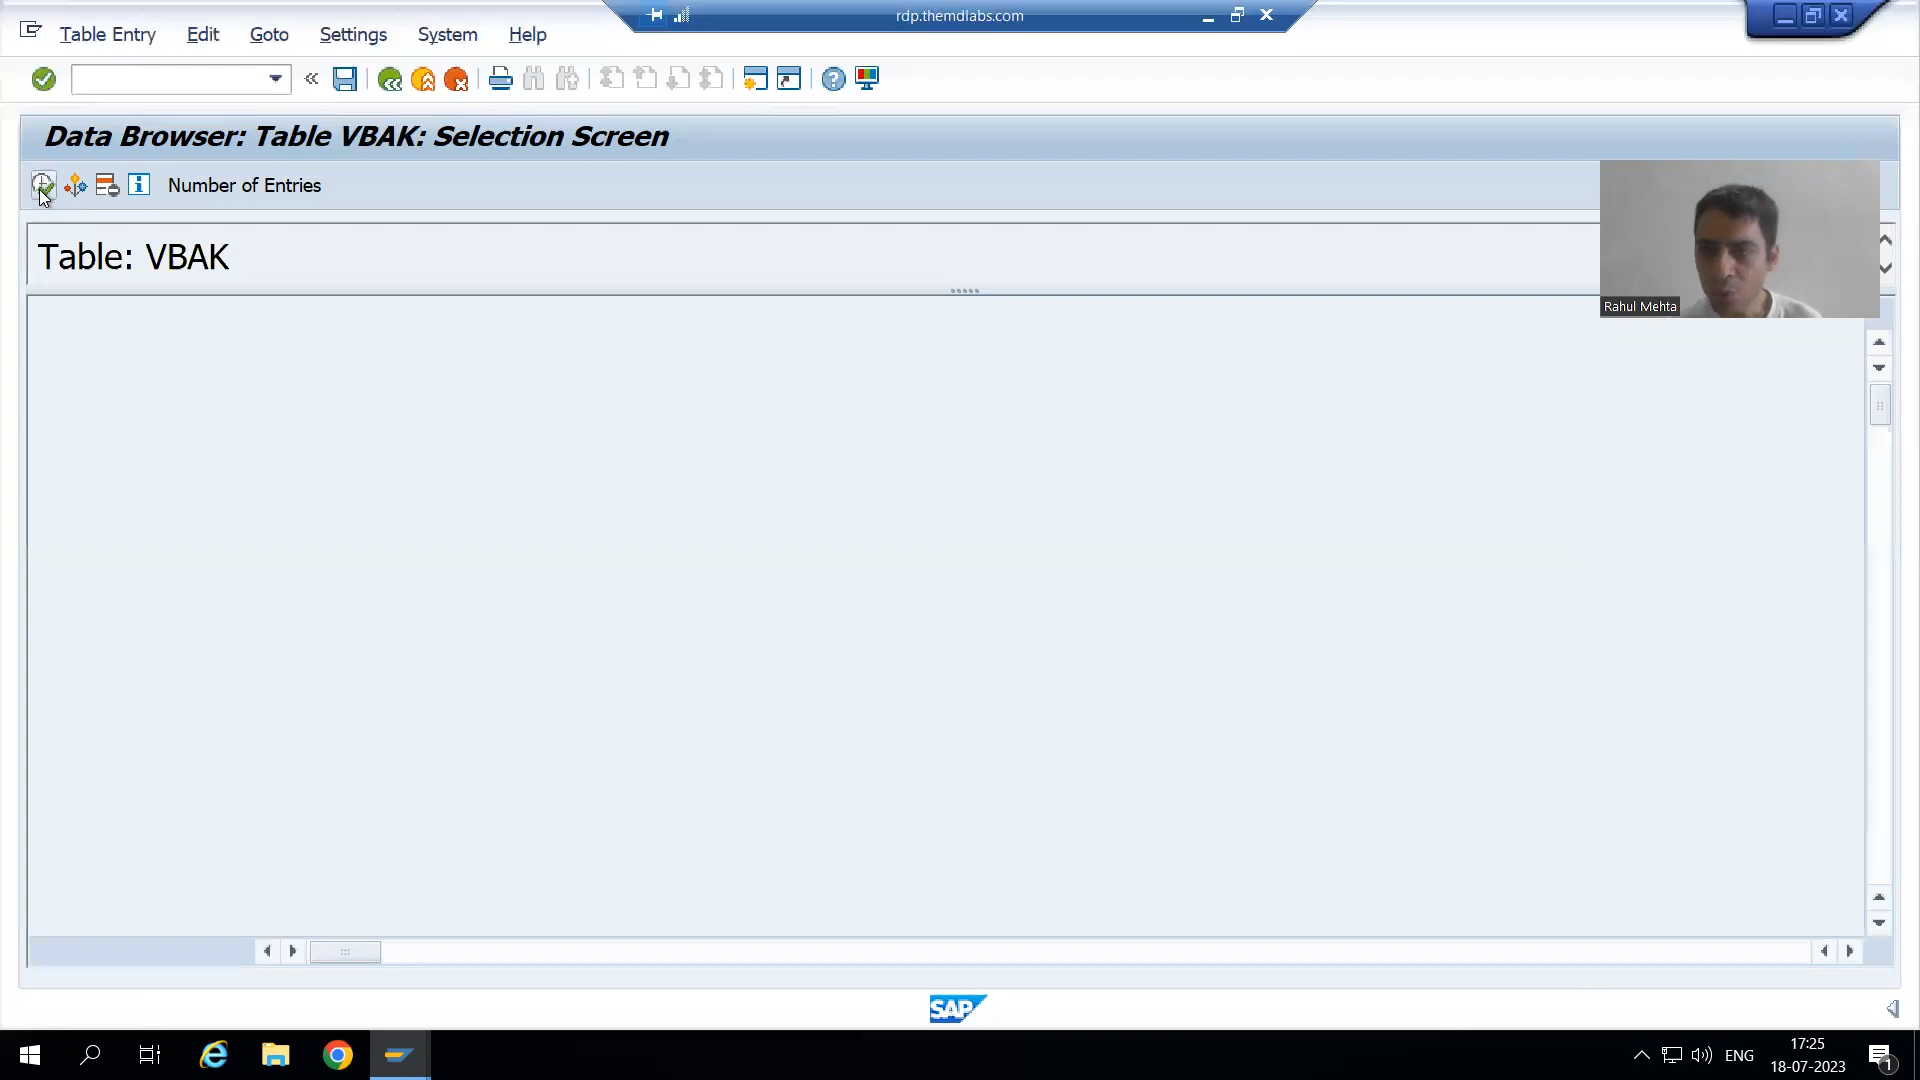 rdp.themdlabs.com
Table Entry Edit Goto Settings System Help
Data Browser: Table VBAK: Selection Screen
Number of Entries
Table: VBAK
Rahul Mehta
SAP
ENG
17:25
18-07-2023
1